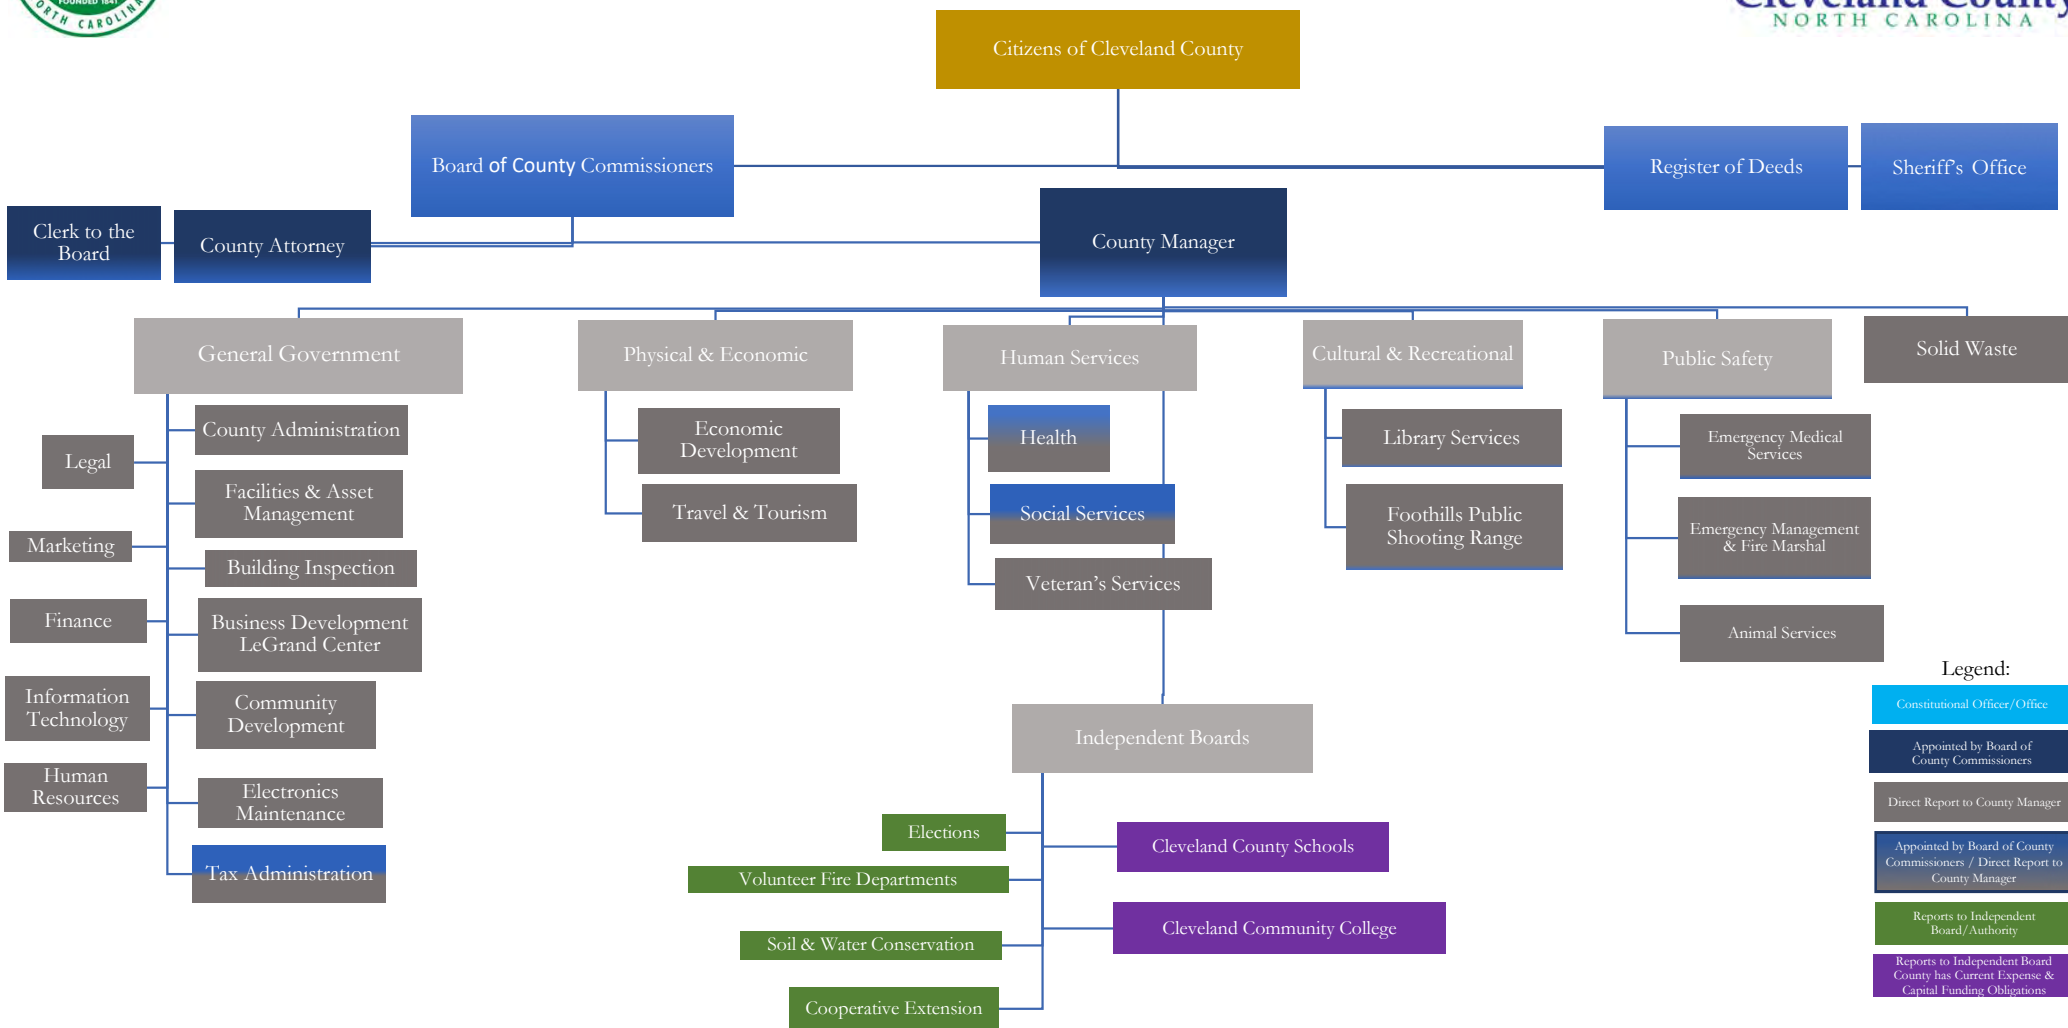 FOUNDED 1841
NORTH CAROLINA
Cleveland County
NORTH CAROLINA
Citizens of Cleveland County
Board of County Commissioners
Register of Deeds
Sheriff's Office
Clerk to the
Board
County Attorney
County Manager
General Government
Physical & Economic
Human Services
Cultural & Recreational
Public Safety
Solid Waste
County Administration
Legal
Facilities & Asset
Management
Marketing
Building Inspection
Finance
Business Development
LeGrand Center
Information
Technology
Community
Development
Human
Resources
Electronics
Maintenance
Tax Administration
Economic
Development
Travel & Tourism
Health
Social Services
Veteran's Services
Library Services
Foothills Public
Shooting Range
Emergency Medical
Services
Emergency Management
& Fire Marshal
Animal Services
Independent Boards
Elections
Volunteer Fire Departments
Soil & Water Conservation
Cooperative Extension
Cleveland County Schools
Cleveland Community College
Legend:
Constitutional Officer/Office
Appointed by Board of
County Commissioners
Direct Report to County Manager
Appointed by Board of County
Commissioners / Direct Report to
County Manager
Reports to Independent
Board/Authority
Reports to Independent Board
County has Current Expense &
Capital Funding Obligations